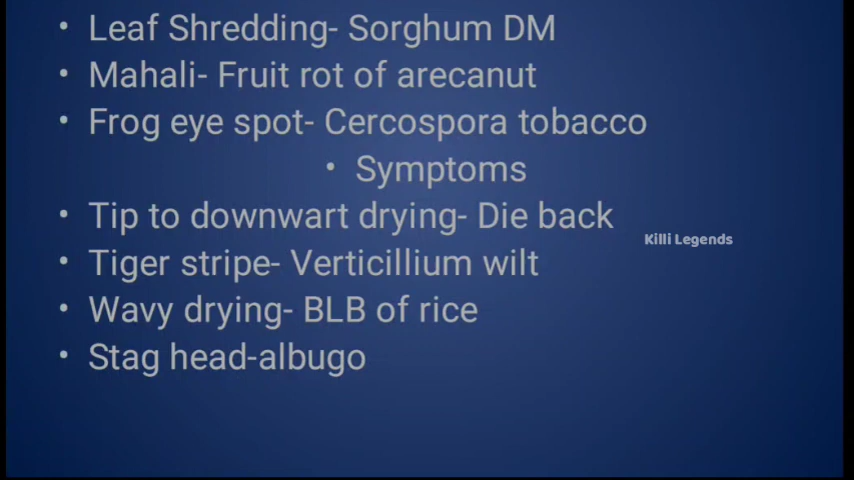 • Leaf Shredding- Sorghum DM
• Mahali- Fruit rot of arecanut
• Frog eye spot- Cercospora tobacco
• Symptoms
• Tip to downwart drying- Die back
Killi Legends
• Tiger stripe- Verticillium wilt
• Wavy drying- BLB of rice
• Stag head-albugo